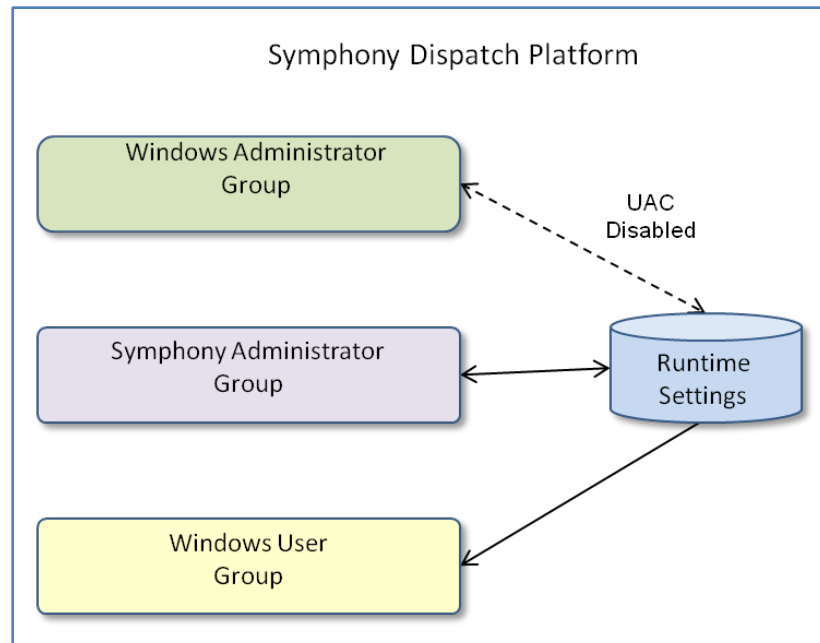 Symphony Dispatch Platform
Windows Administrator
Group
UAC
Disabled
Symphony Administrator
Group
Runtime
Settings
Windows User
Group